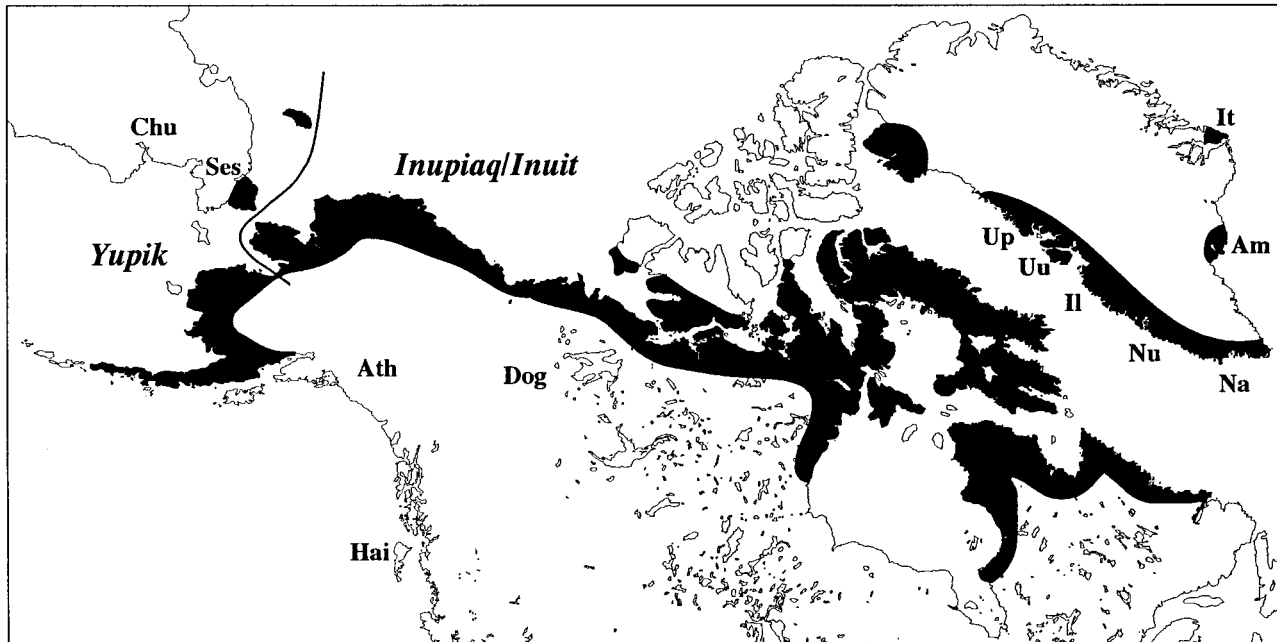 It
Chu
Ses
Inupiaq/Inuit
Yupik
Up
Am
Uu
Il
Nu
Ath
Dog
Na
Hai